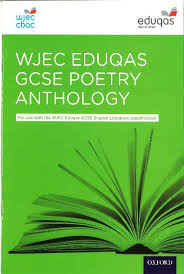 wjec
cbac
eduqas
WJEC EDUQAS
GCSE POETRY
ANTHOLOGY
For use with the WJEC Eduqas GCSE English Literature specification
OXFORD